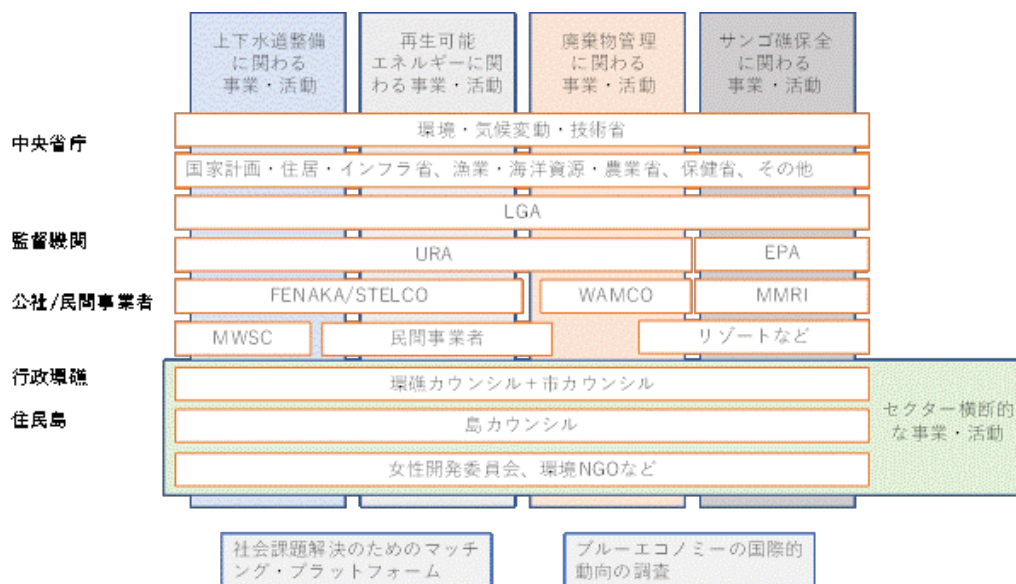 上下水道整備
に関わる
事業・活動
再生可能
エネルギーに関
わる事業・活動
廃棄物管理
に関わる
事業・活動
サンゴ礁保全
に関わる
事業・活動
中央省庁
環境・気候変動・技術省
国家計画・住居・インフラ省、漁業・海洋資源・農業省、保健省、その他
LGA
監督機関
URA
EPA
公社/民間事業者
FENAKA/STELCO
WAMCO
MMRI
MWSC
民間事業者
リゾートなど
行政環礁
環礁カウンシル＋市カウンシル
住民島
島カウンシル
セクター横断的
な事業・活動
女性開発委員会、環境NGOなど
社会課題解決のためのマッチ
ング・プラットフォーム
ブルーエコノミーの国際的
動向の調査